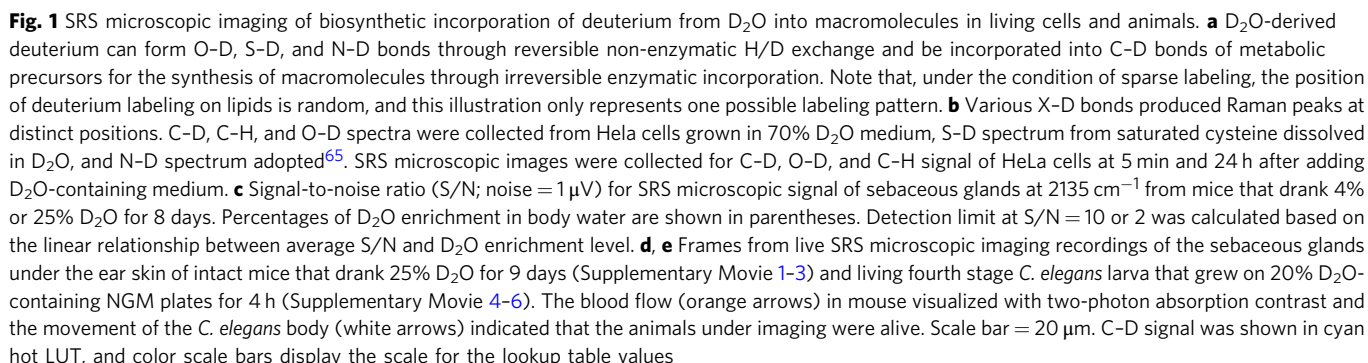 Fig. 1 SRS microscopic imaging of biosynthetic incorporation of deuterium from D₂O into macromolecules in living cells and animals. a D₂O-derived
deuterium can form O–D, S–D, and N–D bonds through reversible non-enzymatic H/D exchange and be incorporated into C–D bonds of metabolic
precursors for the synthesis of macromolecules through irreversible enzymatic incorporation. Note that, under the condition of sparse labeling, the position
of deuterium labeling on lipids is random, and this illustration only represents one possible labeling pattern. b Various X–D bonds produced Raman peaks at
distinct positions. C–D, C–H, and O–D spectra were collected from Hela cells grown in 70% D₂O medium, S–D spectrum from saturated cysteine dissolved
in D₂O, and N–D spectrum adopted⁶⁵. SRS microscopic images were collected for C–D, O–D, and C–H signal of HeLa cells at 5 min and 24 h after adding
D₂O-containing medium. c Signal-to-noise ratio (S/N; noise = 1 μV) for SRS microscopic signal of sebaceous glands at 2135 cm⁻¹ from mice that drank 4%
or 25% D₂O for 8 days. Percentages of D₂O enrichment in body water are shown in parentheses. Detection limit at S/N = 10 or 2 was calculated based on
the linear relationship between average S/N and D₂O enrichment level. d, e Frames from live SRS microscopic imaging recordings of the sebaceous glands
under the ear skin of intact mice that drank 25% D₂O for 9 days (Supplementary Movie 1–3) and living fourth stage C. elegans larva that grew on 20% D₂O-
containing NGM plates for 4 h (Supplementary Movie 4–6). The blood flow (orange arrows) in mouse visualized with two-photon absorption contrast and
the movement of the C. elegans body (white arrows) indicated that the animals under imaging were alive. Scale bar = 20 μm. C–D signal was shown in cyan
hot LUT, and color scale bars display the scale for the lookup table values